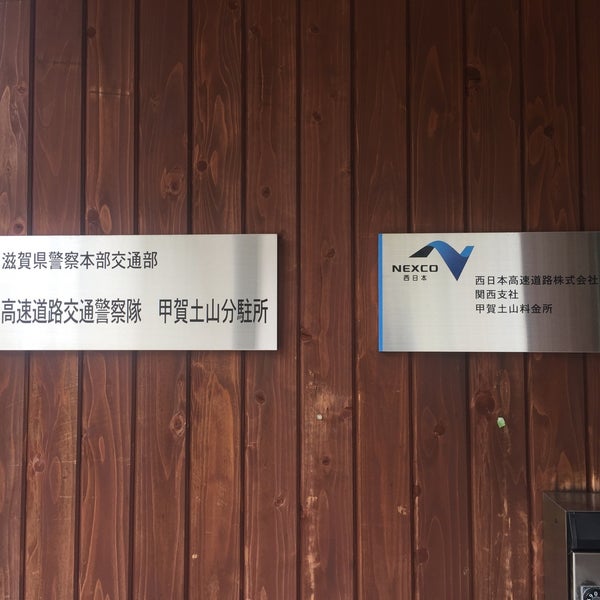 滋賀県警察本部交通部
高速道路交通警察隊　甲賀土山分駐所
NEXCO
西日本
西日本高速道路株式会社
関西支社
甲賀土山料金所